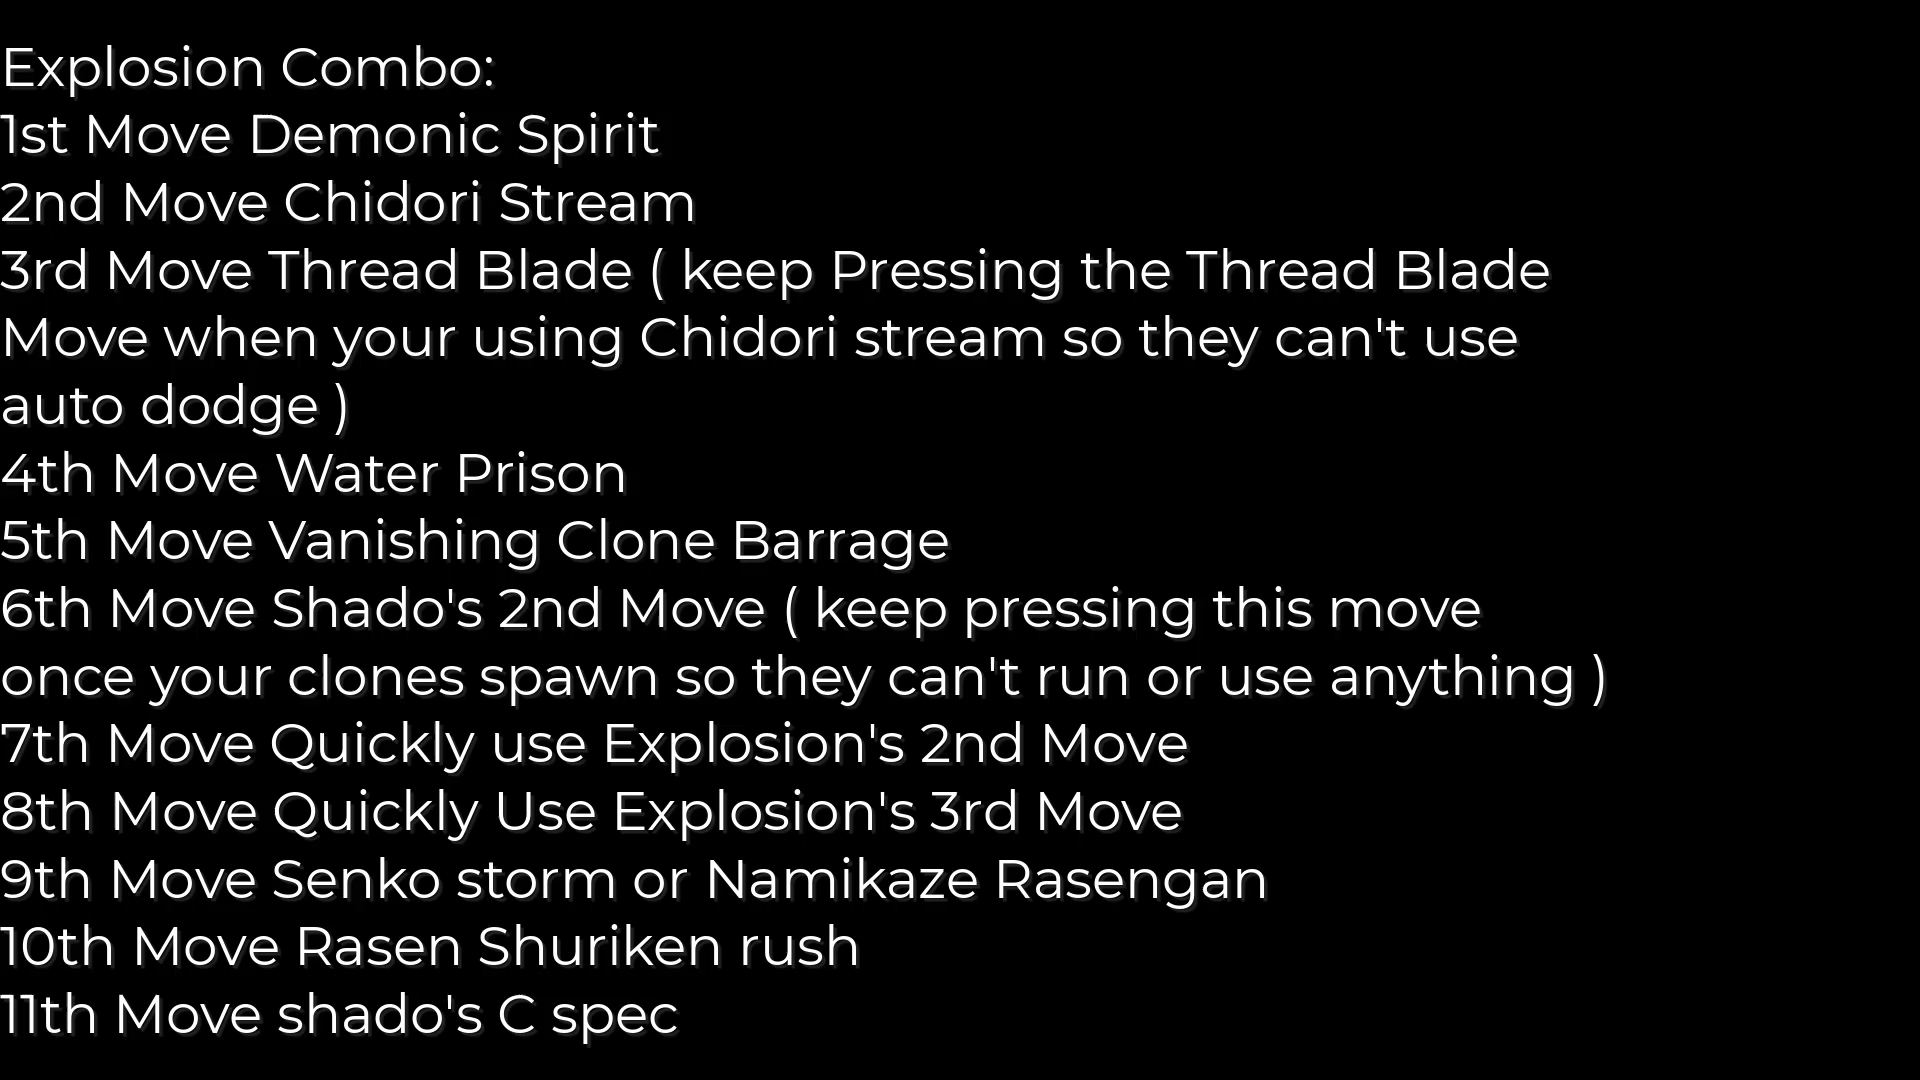 Explosion Combo:
1st Move Demonic Spirit
2nd Move Chidori Stream
3rd Move Thread Blade ( keep Pressing the Thread Blade
Move when your using Chidori stream so they can't use
auto dodge )
4th Move Water Prison
5th Move Vanishing Clone Barrage
6th Move Shado's 2nd Move ( keep pressing this move
once your clones spawn so they can't run or use anything )
7th Move Quickly use Explosion's 2nd Move
8th Move Quickly Use Explosion's 3rd Move
9th Move Senko storm or Namikaze Rasengan
10th Move Rasen Shuriken rush
11th Move shado's C spec